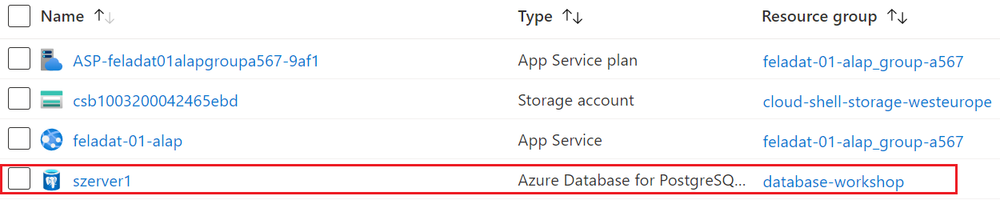 Name Type Resource group
ASP-feladat01alapgroupa567-9af1 App Service plan feladat-01-alap_group-a567
csb1003200042465ebd Storage account cloud-shell-storage-westeurope
feladat-01-alap App Service feladat-01-alap_group-a567
szerver1 Azure Database for PostgreSQ... database-workshop